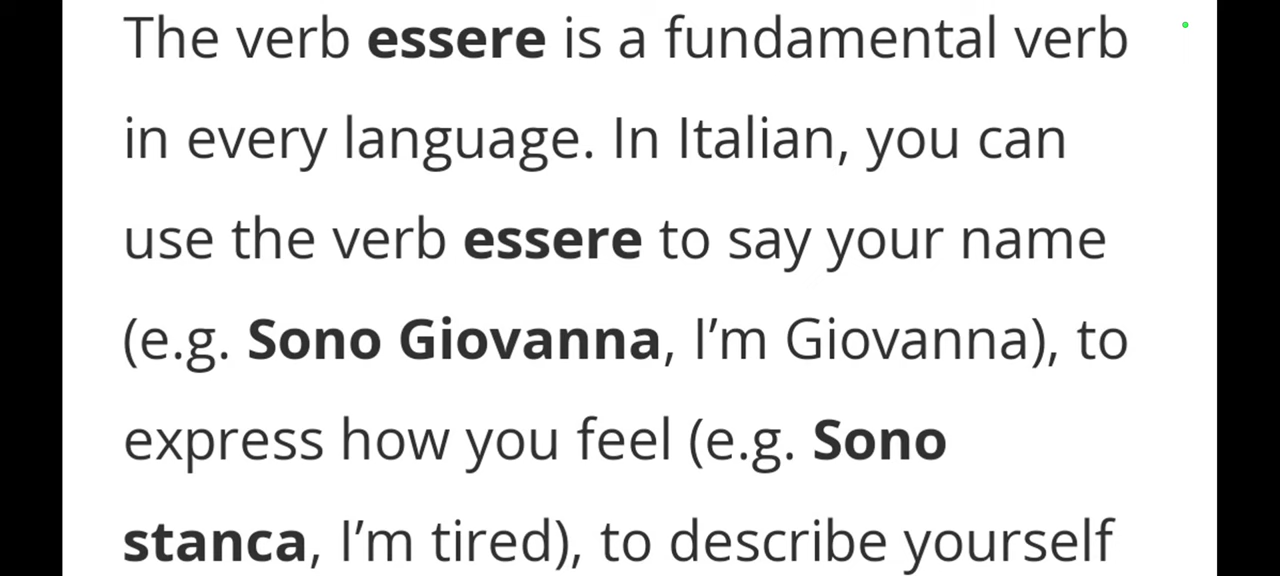 The verb essere is a fundamental verb
in every language. In Italian, you can
use the verb essere to say your name
(e.g. Sono Giovanna, I’m Giovanna), to
express how you feel (e.g. Sono
stanca, I’m tired), to describe yourself